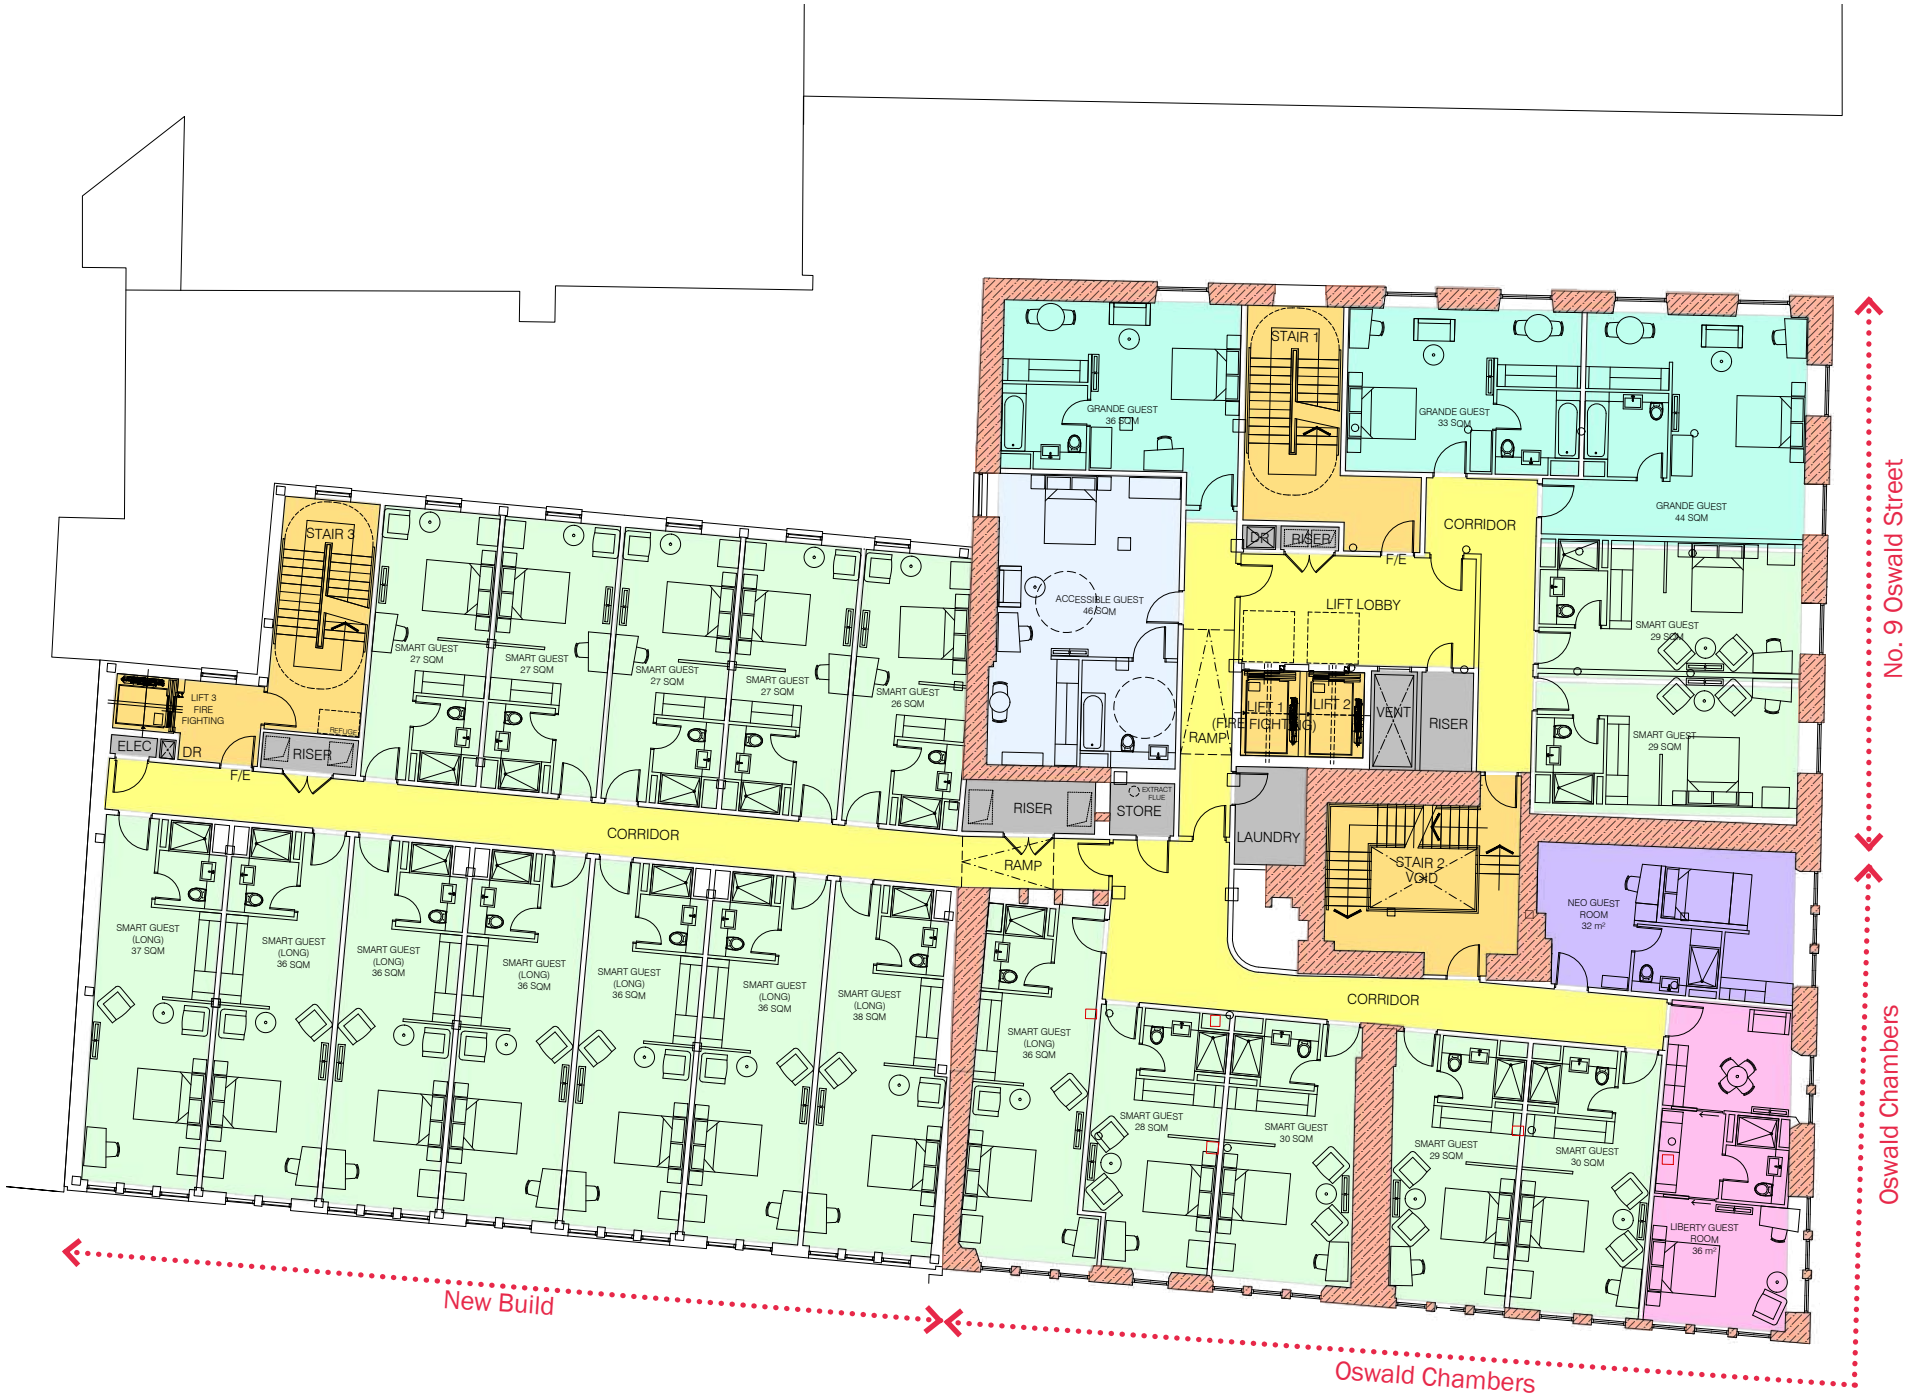 STAIR 1
GRANDE GUEST
36 SQM
GRANDE GUEST
33 SQM
GRANDE GUEST
44 SQM
CORRIDOR
DR
RISER
F/E
LIFT LOBBY
ACCESSIBLE GUEST
46 SQM
SMART GUEST
29 SQM
SMART GUEST
29 SQM
No. 9 Oswald Street
STAIR 3
SMART GUEST
27 SQM
SMART GUEST
27 SQM
SMART GUEST
27 SQM
SMART GUEST
27 SQM
SMART GUEST
26 SQM
LIFT 3
FIRE
FIGHTING
REFUGE
ELEC
DR
RISER
F/E
LIFT 1
(FIRE FIGHTING)
LIFT 2
VENT
RISER
RAMP
EXTRACT
FLUE
RISER
STORE
LAUNDRY
CORRIDOR
RAMP
STAIR 2
VOID
NEO GUEST
ROOM
32 m²
SMART GUEST
(LONG)
37 SQM
SMART GUEST
(LONG)
36 SQM
SMART GUEST
(LONG)
36 SQM
SMART GUEST
(LONG)
36 SQM
SMART GUEST
(LONG)
36 SQM
SMART GUEST
(LONG)
36 SQM
SMART GUEST
(LONG)
38 SQM
SMART GUEST
(LONG)
36 SQM
CORRIDOR
SMART GUEST
28 SQM
SMART GUEST
30 SQM
SMART GUEST
29 SQM
SMART GUEST
30 SQM
LIBERTY GUEST
ROOM
36 m²
Oswald Chambers
New Build
Oswald Chambers